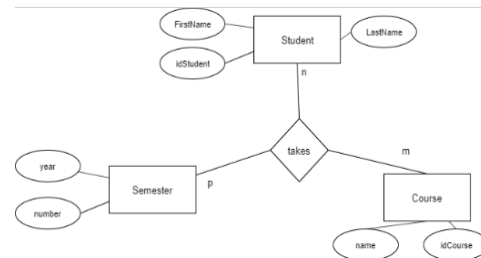 FirstName
Student
LastName
idStudent
n
takes
m
year
Semester
p
number
Course
name
idCourse